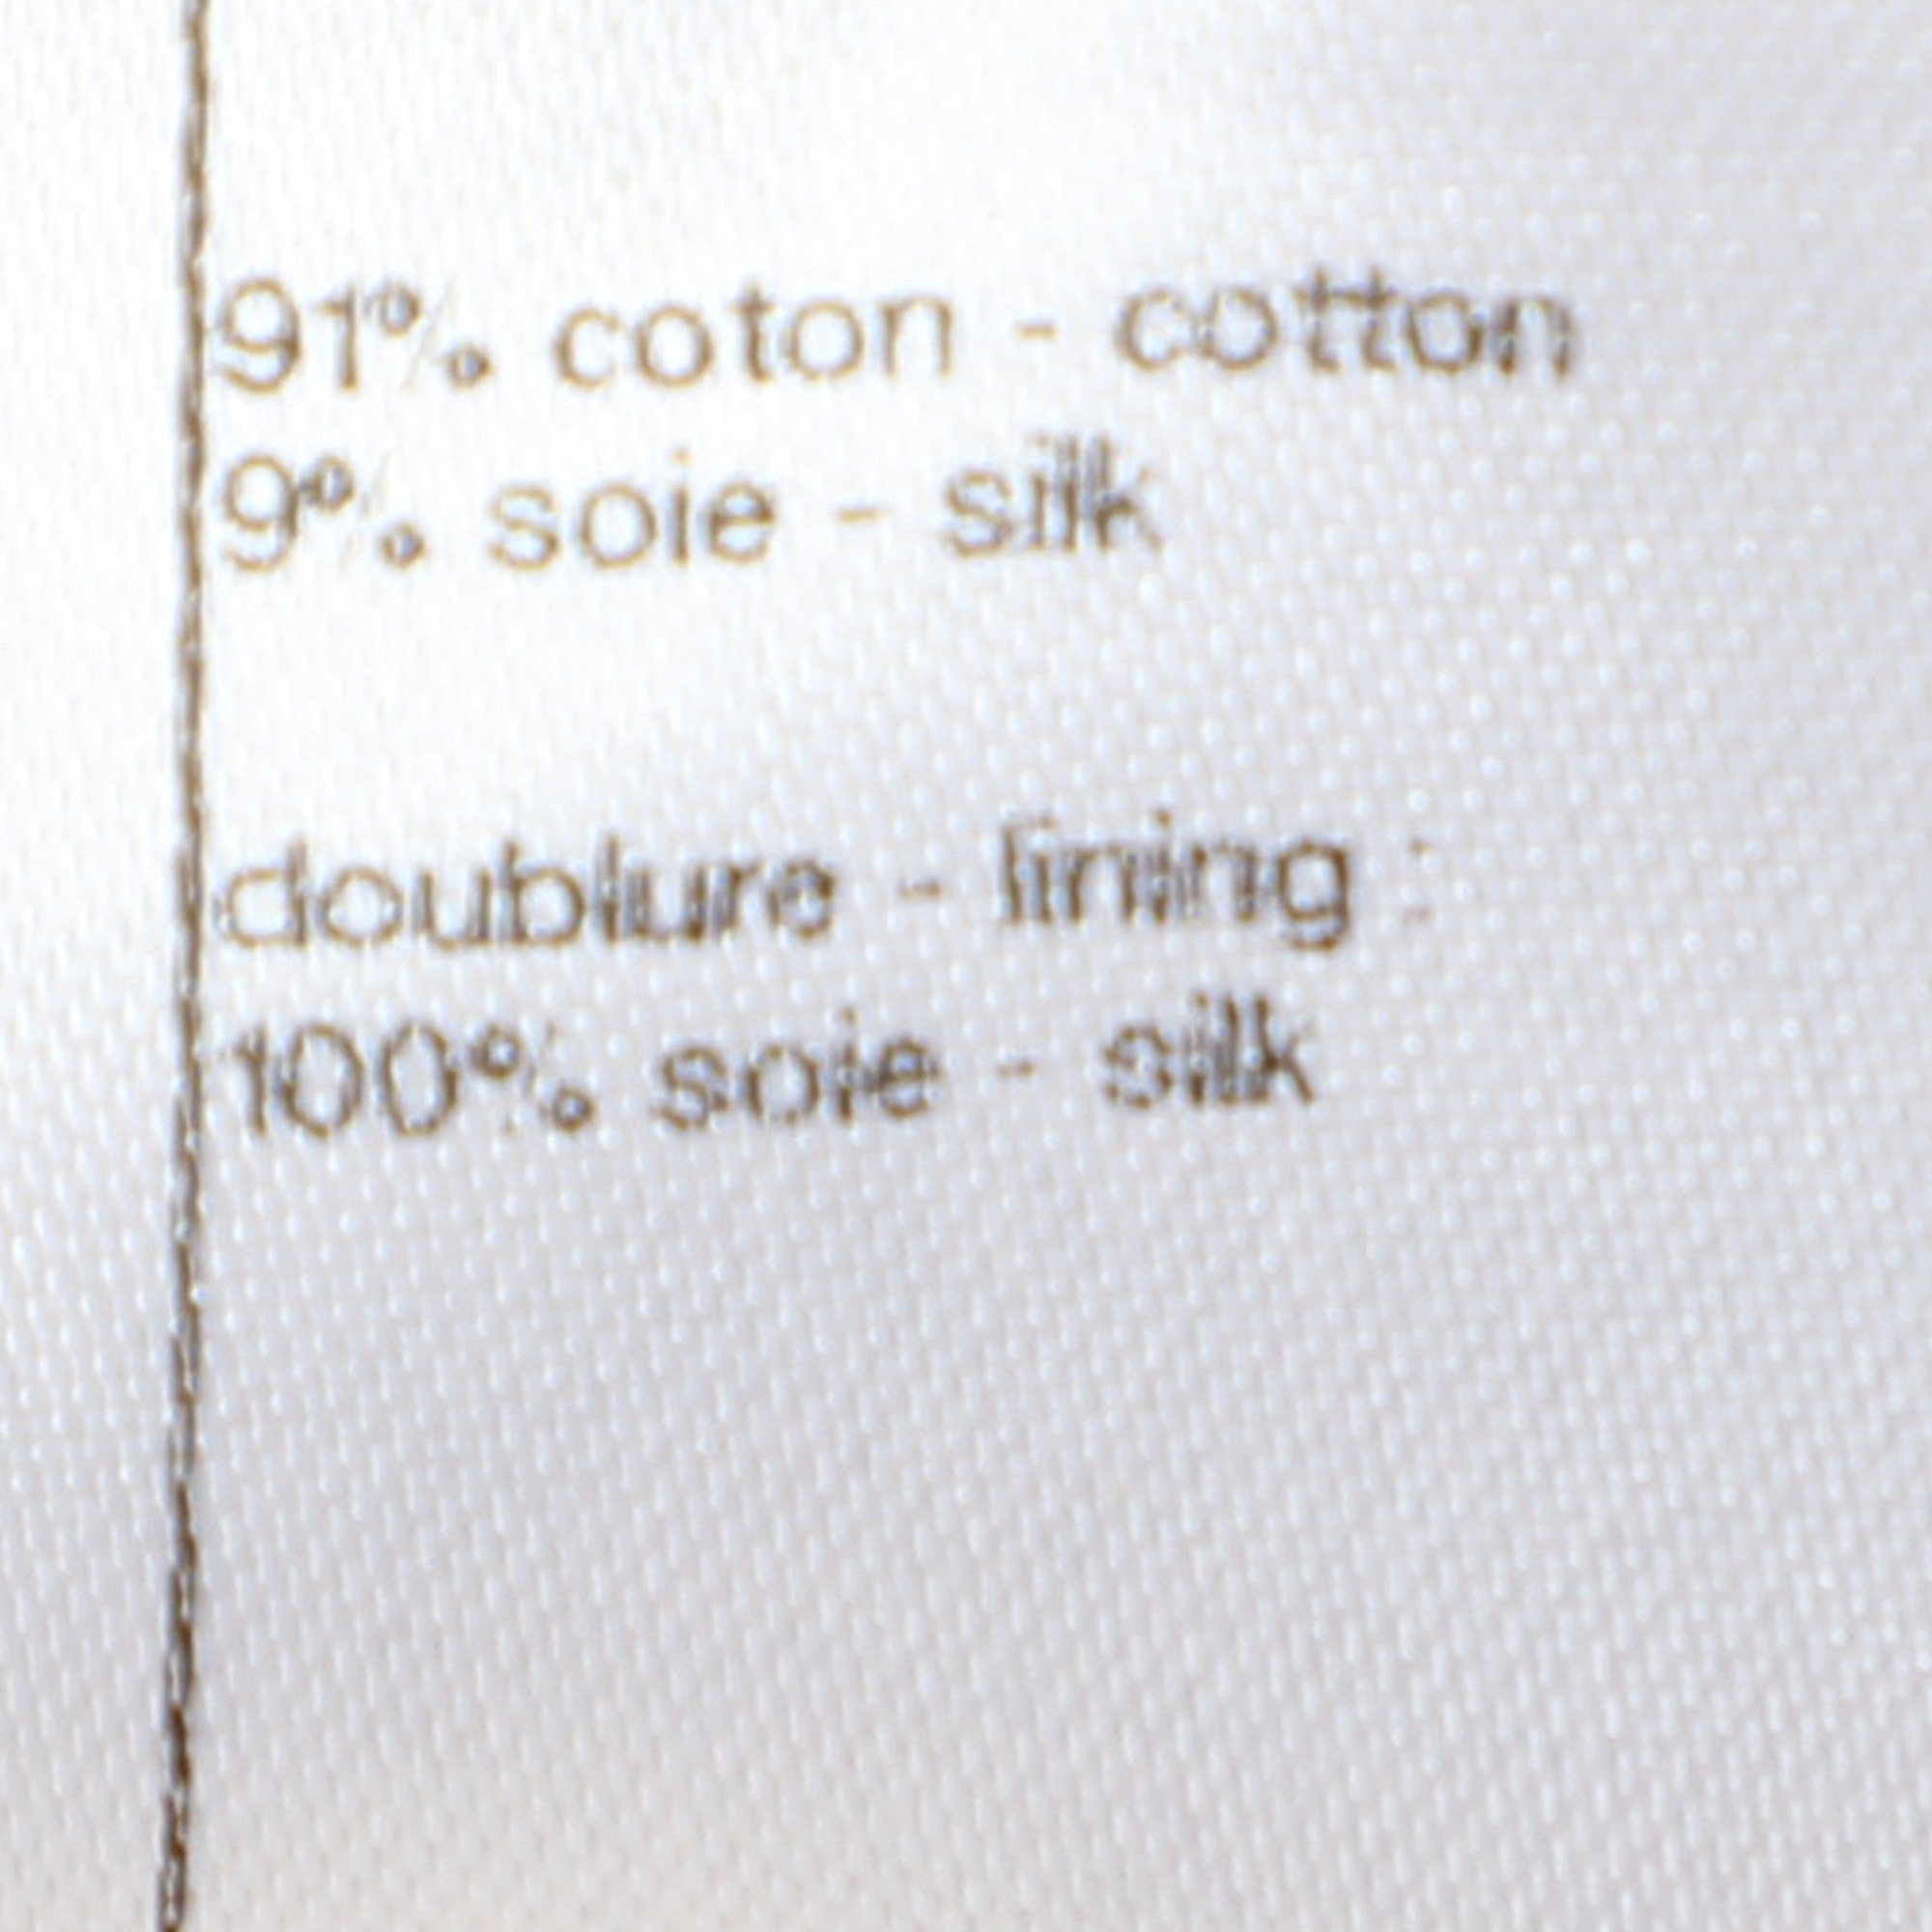 91% coton - cotton
9% soie - silk
doublure - lining :
100% soie - silk